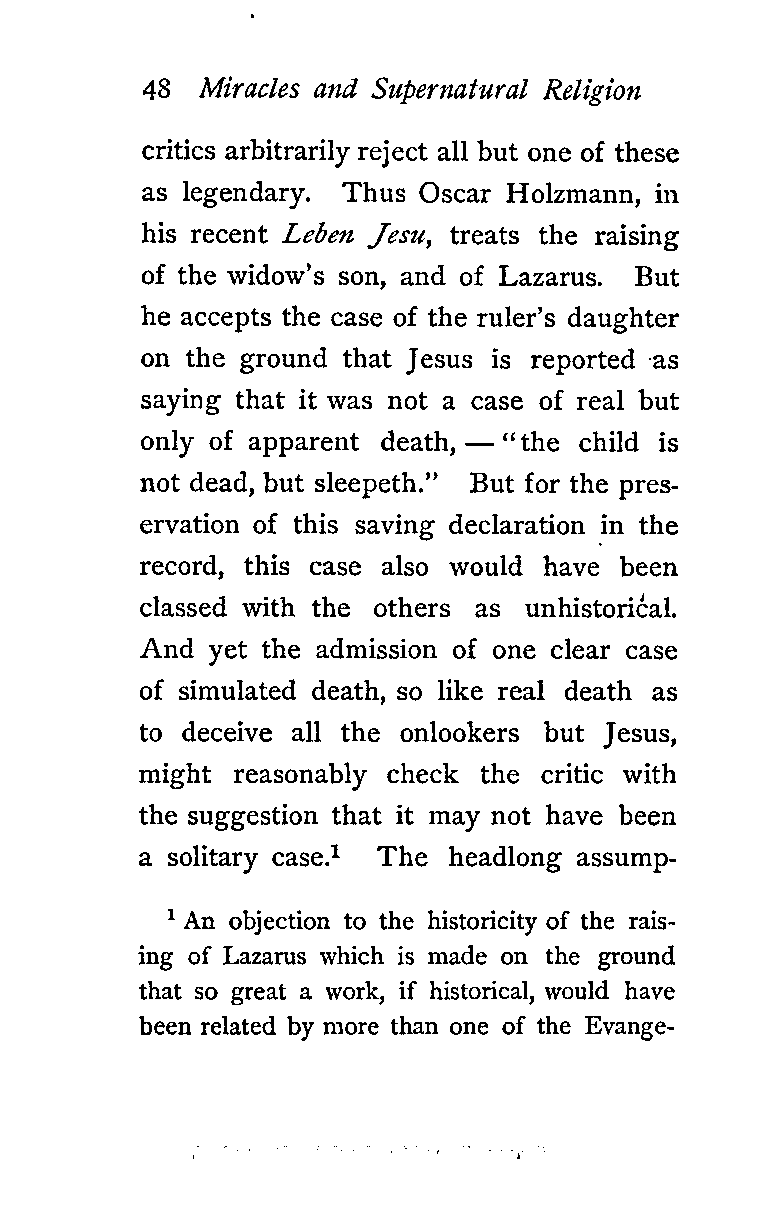 48 Miracles and Supernatural Religion
critics arbitrarily reject all but one of these
as legendary. Thus Oscar Holzmann, in
his recent Leben Jesu, treats the raising
of the widow's son, and of Lazarus. But
he accepts the case of the ruler's daughter
on the ground that Jesus is reported as
saying that it was not a case of real but
only of apparent death, — "the child is
not dead, but sleepeth." But for the pres-
ervation of this saving declaration in the
record, this case also would have been
classed with the others as unhistorical.
And yet the admission of one clear case
of simulated death, so like real death as
to deceive all the onlookers but Jesus,
might reasonably check the critic with
the suggestion that it may not have been
a solitary case.¹ The headlong assump-
¹ An objection to the historicity of the rais-
ing of Lazarus which is made on the ground
that so great a work, if historical, would have
been related by more than one of the Evange-